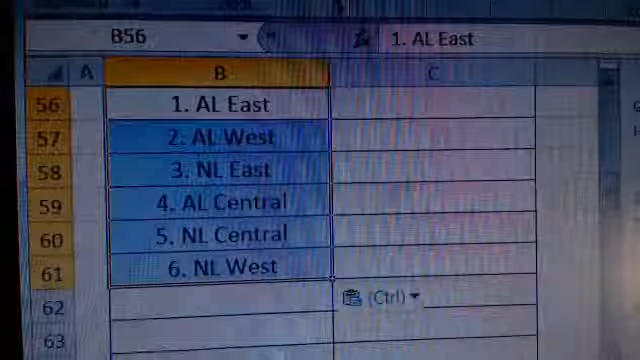 B56 fx 1. AL East
A B C
56 1. AL East
57 2. AL West
58 3. NL East
59 4. AL Central
60 5. NL Central
61 6. NL West
62 (Ctrl)
63